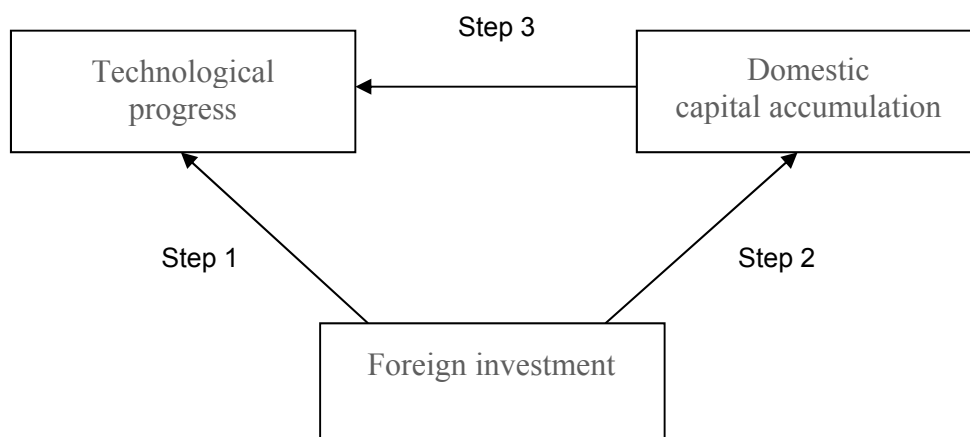 Step 3
Technological
progress
Domestic
capital accumulation
Step 1
Step 2
Foreign investment